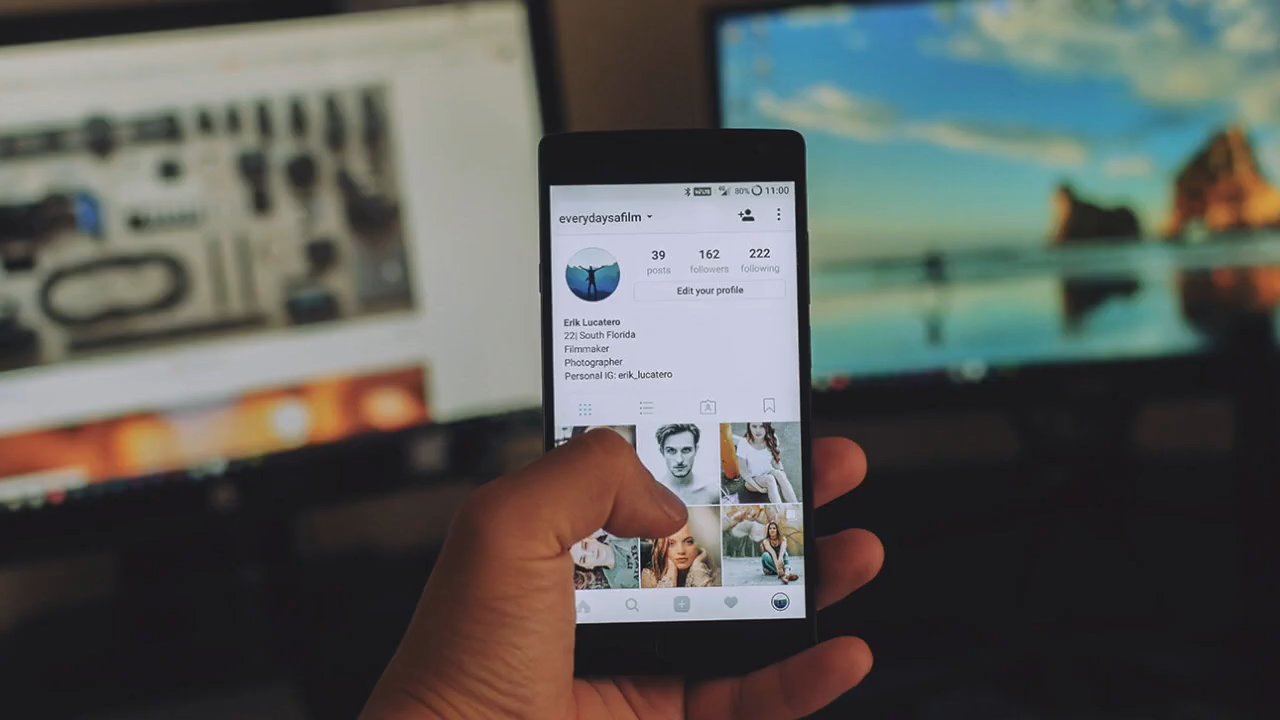 80% 11:00
everydaysafilm
39 162 222
posts followers following
Edit your profile
Erik Lucatero
22| South Florida
Filmmaker
Photographer
Personal IG: erik_lucatero